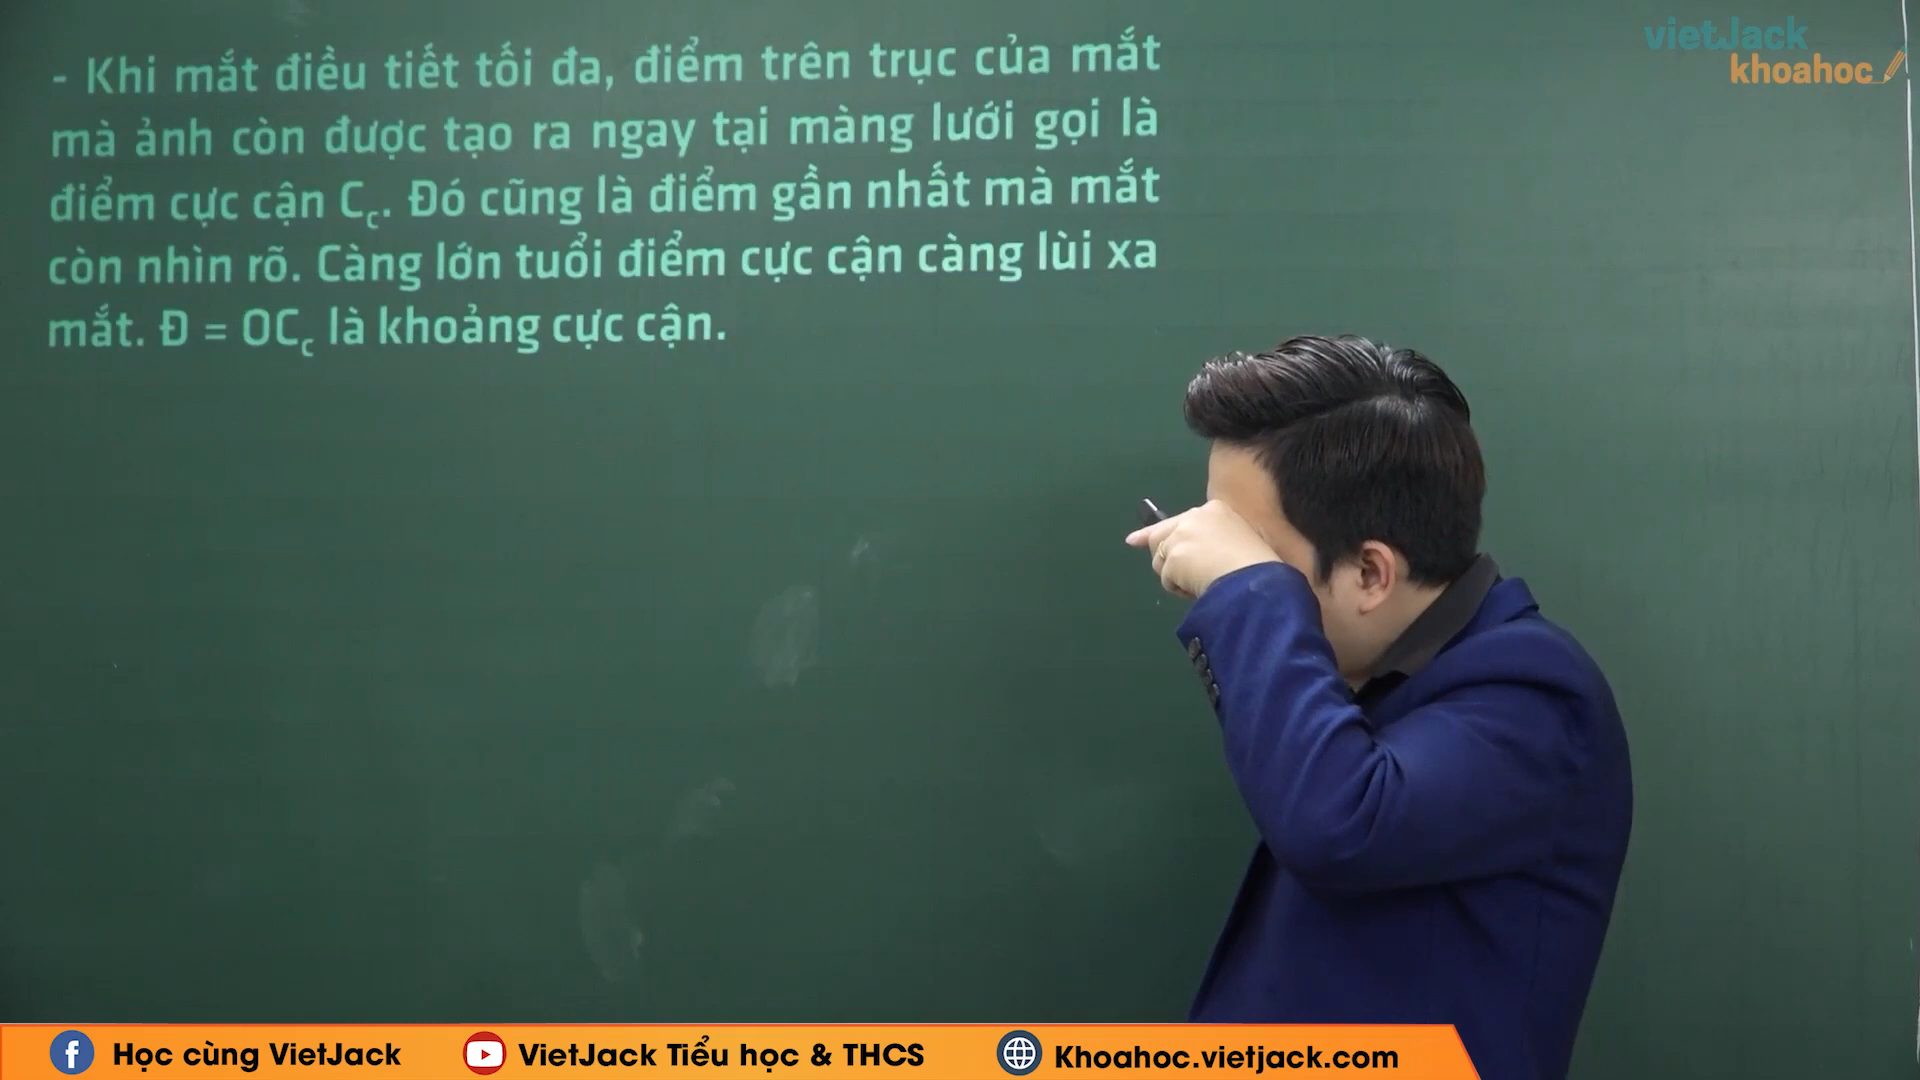 - Khi mắt điều tiết tối đa, điểm trên trục của mắt
mà ảnh còn được tạo ra ngay tại màng lưới gọi là
điểm cực cận Cc. Đó cũng là điểm gần nhất mà mắt
còn nhìn rõ. Càng lớn tuổi điểm cực cận càng lùi xa
mắt. Đ = OCc là khoảng cực cận.
vietJack
khoahoc
Học cùng VietJack
VietJack Tiểu học & THCS
Khoahoc.vietjack.com